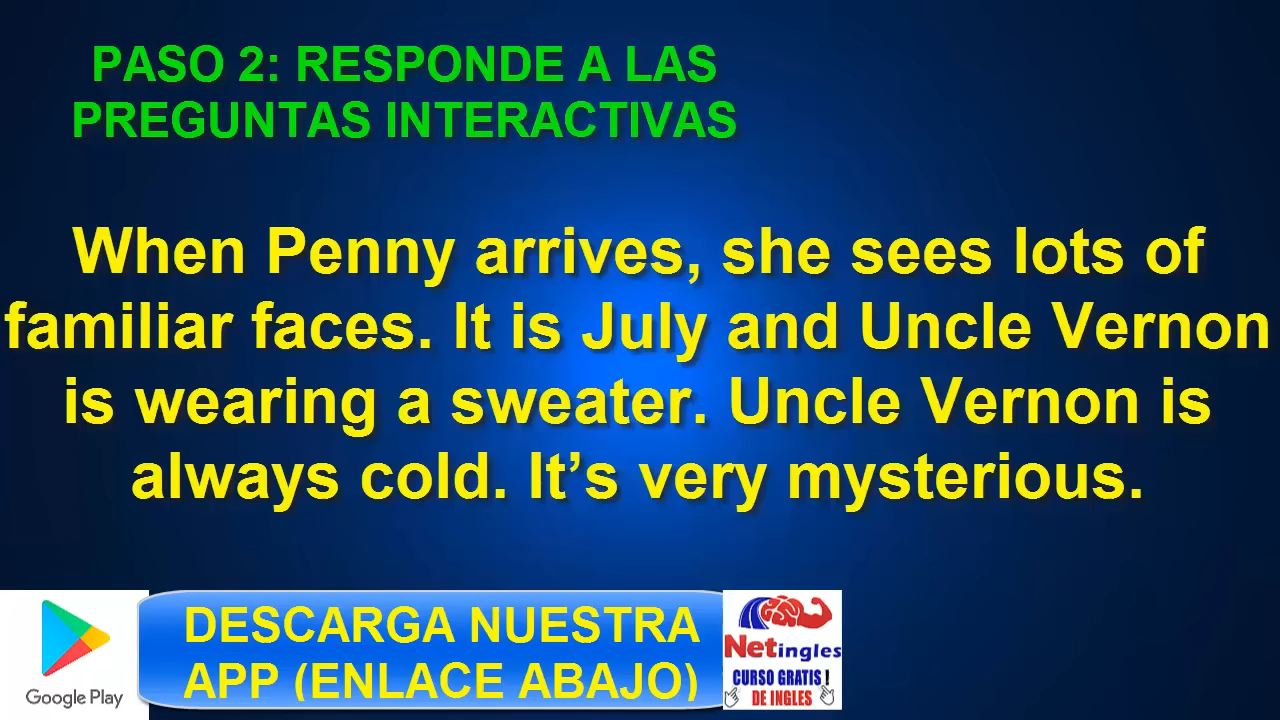 PASO 2: RESPONDE A LAS
PREGUNTAS INTERACTIVAS
When Penny arrives, she sees lots of
familiar faces. It is July and Uncle Vernon
is wearing a sweater. Uncle Vernon is
always cold. It’s very mysterious.
DESCARGA NUESTRA
APP (ENLACE ABAJO)
Google Play
Netingles
CURSO GRATIS !
DE INGLES